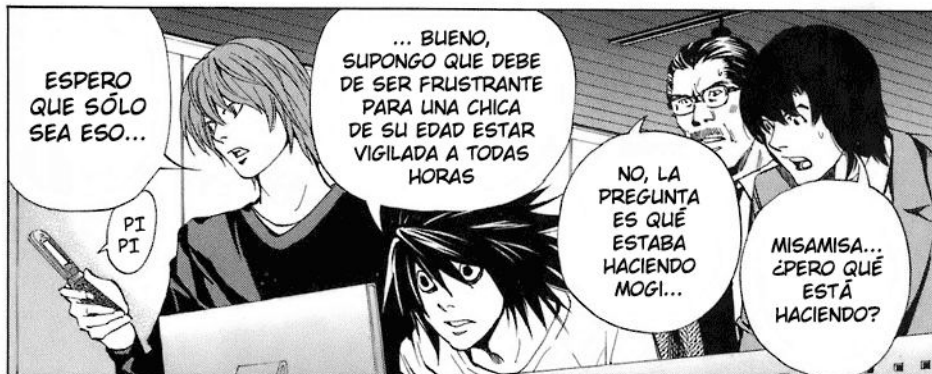 MISAMISA...
¿PERO QUÉ
ESTÁ
HACIENDO?
NO, LA
PREGUNTA
ES QUÉ
ESTABA
HACIENDO
MOGI...
... BUENO,
SUPONGO QUE DEBE
DE SER FRUSTRANTE
PARA UNA CHICA
DE SU EDAD ESTAR
VIGILADA A TODAS
HORAS
ESPERO
QUE SÓLO
SEA ESO...
PI
PI